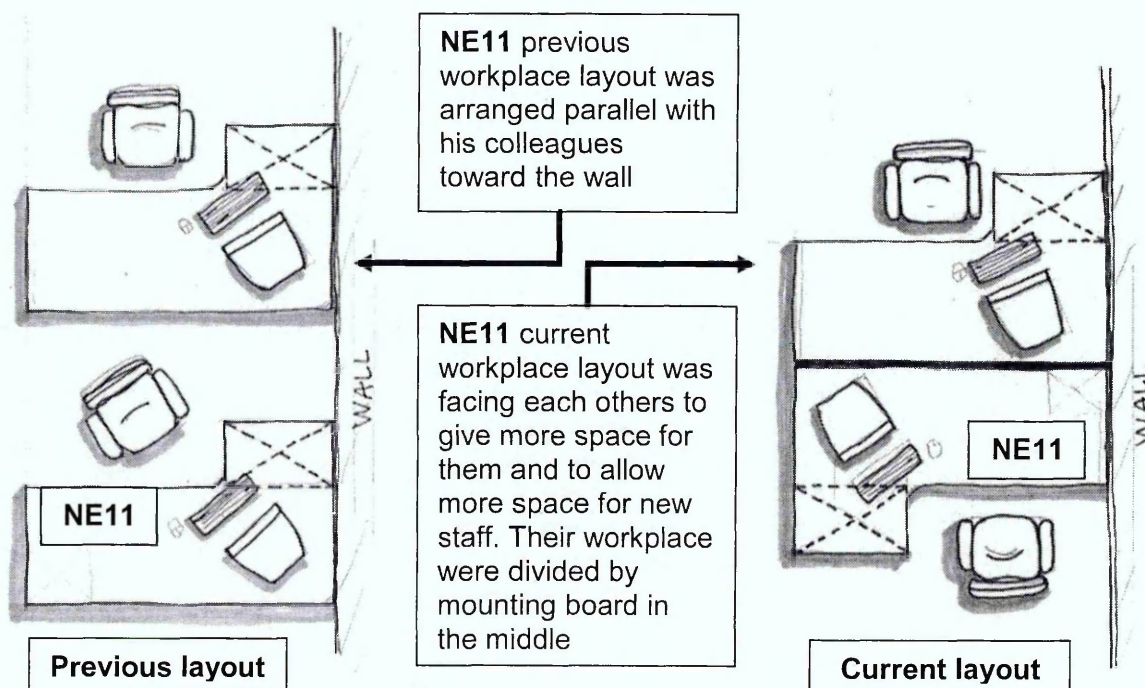 NE11 previous
workplace layout was
arranged parallel with
his colleagues
toward the wall
WALL
NE11
Previous layout
NE11 current
workplace layout was
facing each others to
give more space for
them and to allow
more space for new
staff. Their workplace
were divided by
mounting board in
the middle
WALL
NE11
Current layout